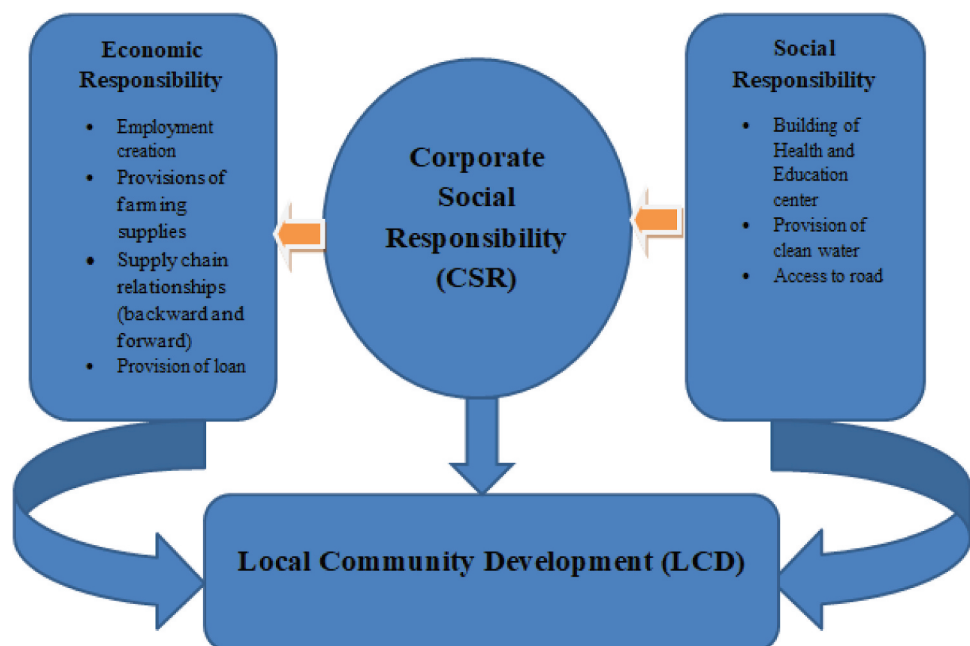 Economic
Responsibility
• Employment
creation
• Provisions of
farming
supplies
• Supply chain
relationships
(backward and
forward)
• Provision of loan
Corporate
Social
Responsibility
(CSR)
Social
Responsibility
• Building of
Health and
Education
center
• Provision of
clean water
• Access to road
Local Community Development (LCD)